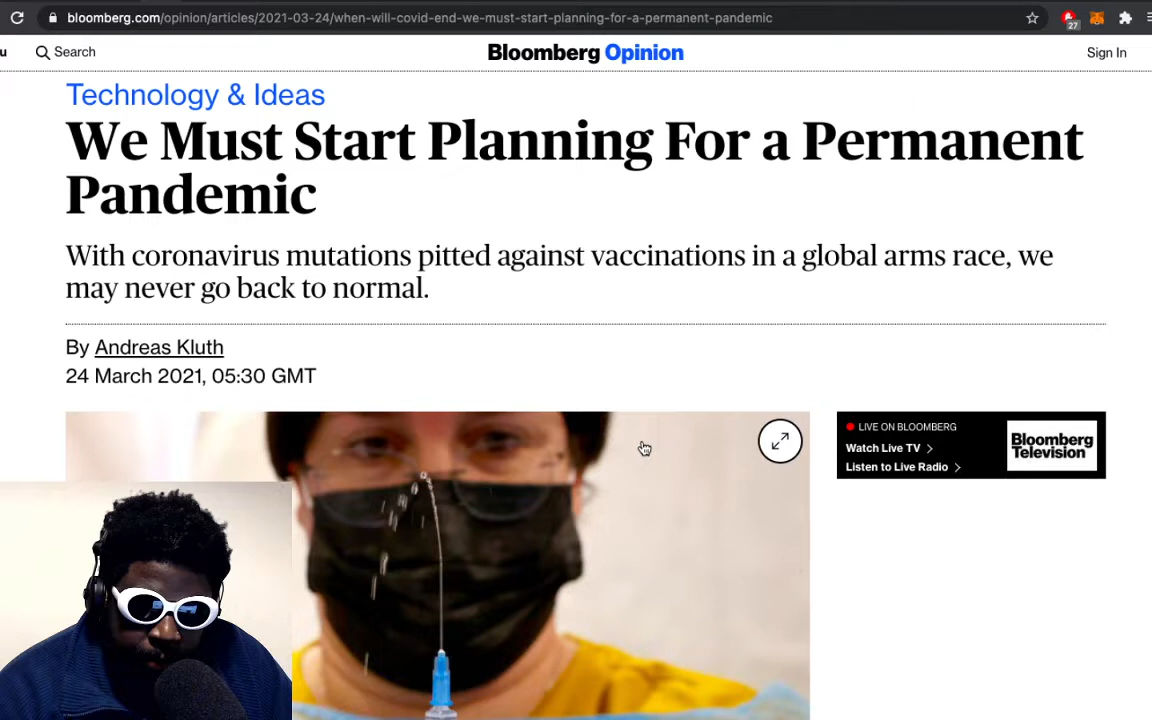 bloomberg.com/opinion/articles/2021-03-24/when-will-covid-end-we-must-start-planning-for-a-permanent-pandemic
27
u
Search
Bloomberg Opinion
Sign In
Technology & Ideas
We Must Start Planning For a Permanent
Pandemic
With coronavirus mutations pitted against vaccinations in a global arms race, we
may never go back to normal.
By Andreas Kluth
24 March 2021, 05:30 GMT
LIVE ON BLOOMBERG
Watch Live TV
Listen to Live Radio
Bloomberg
Television